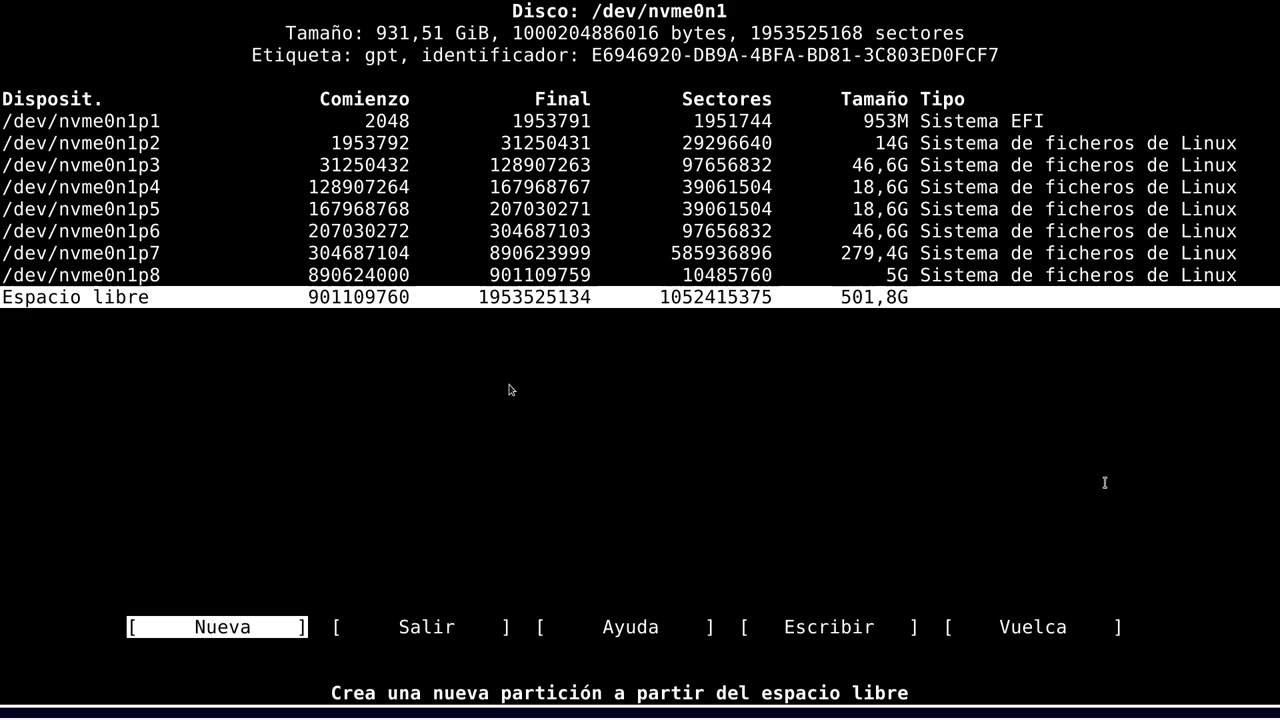 Disco: /dev/nvme0n1
Tamaño: 931,51 GiB, 1000204886016 bytes, 1953525168 sectores
Etiqueta: gpt, identificador: E6946920-DB9A-4BFA-BD81-3C803ED0FCF7
Disposit. Comienzo Final Sectores Tamaño Tipo
/dev/nvme0n1p1 2048 1953791 1951744 953M Sistema EFI
/dev/nvme0n1p2 1953792 31250431 29296640 14G Sistema de ficheros de Linux
/dev/nvme0n1p3 31250432 128907263 97656832 46,6G Sistema de ficheros de Linux
/dev/nvme0n1p4 128907264 167968767 39061504 18,6G Sistema de ficheros de Linux
/dev/nvme0n1p5 167968768 207030271 39061504 18,6G Sistema de ficheros de Linux
/dev/nvme0n1p6 207030272 304687103 97656832 46,6G Sistema de ficheros de Linux
/dev/nvme0n1p7 304687104 890623999 585936896 279,4G Sistema de ficheros de Linux
/dev/nvme0n1p8 890624000 901109759 10485760 5G Sistema de ficheros de Linux
Espacio libre 901109760 1953525134 1052415375 501,8G
[ Nueva ] [ Salir ] [ Ayuda ] [ Escribir ] [ Vuelca ]
Crea una nueva partición a partir del espacio libre